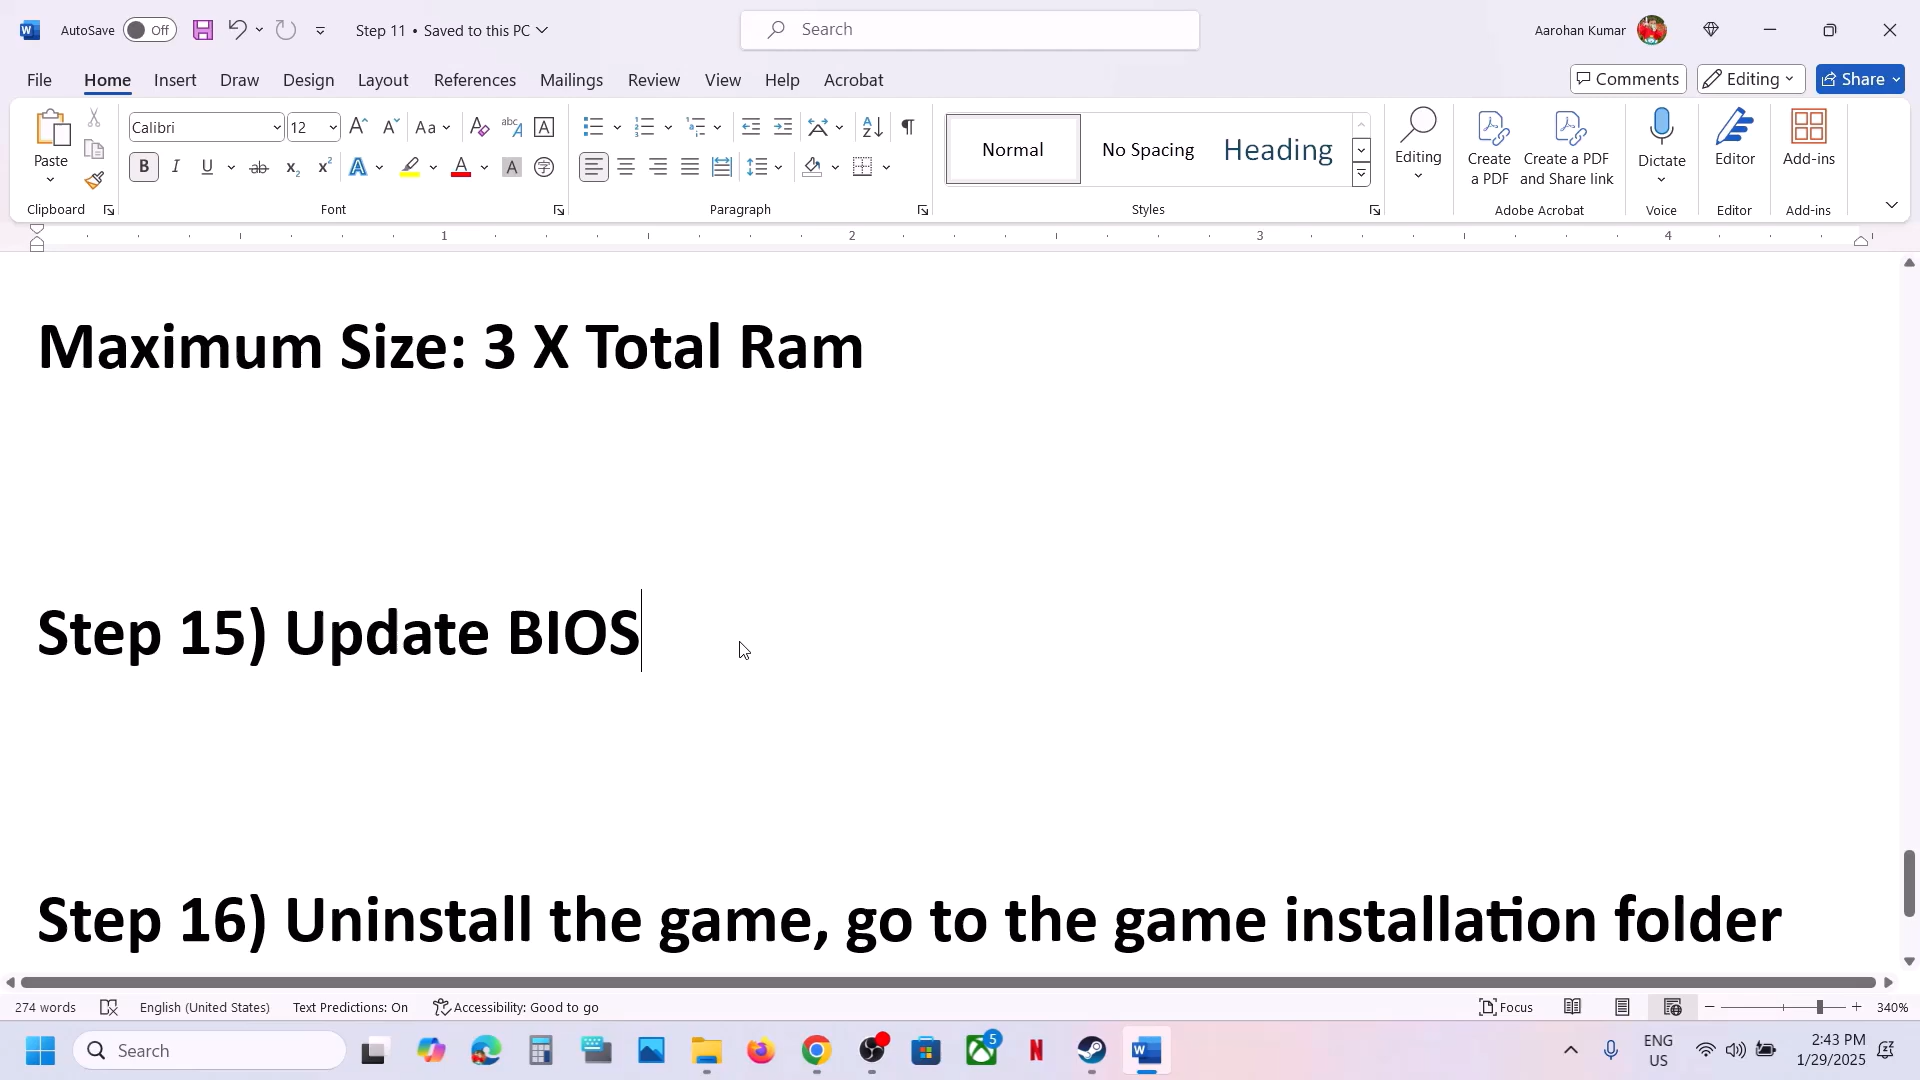 AutoSave Off Step 11 • Saved to this PC Search Aarohan Kumar
File Home Insert Draw Design Layout References Mailings Review View Help Acrobat Comments Editing Share
Calibri 12 Aa
Paste B I U ab x₂ x² A A A
Normal No Spacing Heading
Editing Create a PDF Create a PDF and Share link Dictate Editor Add-ins
Clipboard Font Paragraph Styles Adobe Acrobat Voice Editor Add-ins
1 2 3 4
Maximum Size: 3 X Total Ram
Step 15) Update BIOS
Step 16) Uninstall the game, go to the game installation folder
274 words English (United States) Text Predictions: On Accessibility: Good to go Focus 340%
Search 5 N W ENG US 2:43 PM 1/29/2025